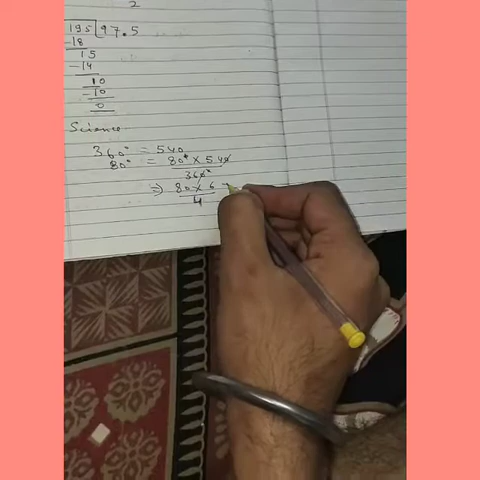 2
195 97.5
-18
15
-14
10
-10
0
Science
360° = 540
80° = 80° × 540
360°
⇒ 80 × 6 =
4